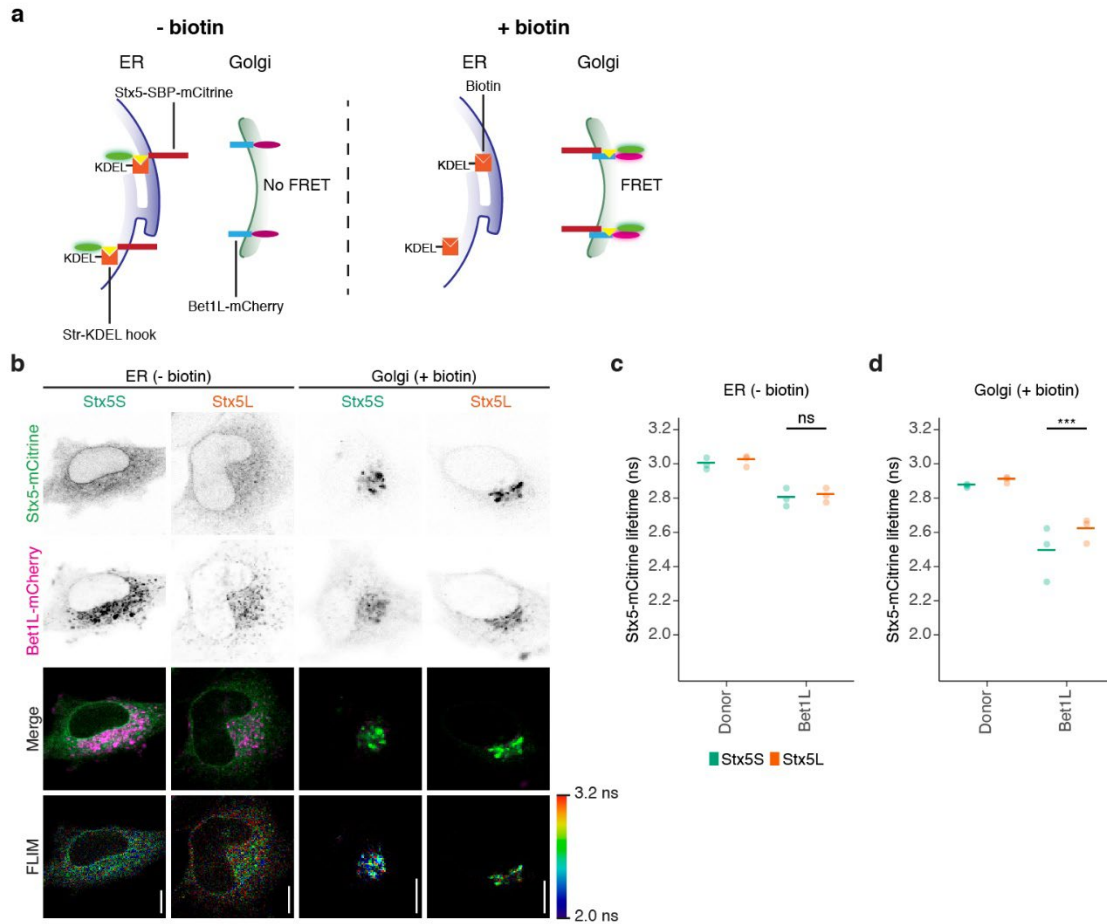 a
- biotin
+ biotin
ER
Golgi
ER
Golgi
Stx5-SBP-mCitrine
Biotin
KDEL
KDEL
No FRET
FRET
KDEL
KDEL
Bet1L-mCherry
Str-KDEL hook
b
ER (- biotin)
Golgi (+ biotin)
Stx5S
Stx5L
Stx5S
Stx5L
Stx5-mCitrine
Bet1L-mCherry
Merge
FLIM
3.2 ns
2.0 ns
c
ER (- biotin)
Stx5-mCitrine lifetime (ns)
3.2
3.0
2.8
2.6
2.4
2.2
2.0
ns
Donor
Bet1L
d
Golgi (+ biotin)
Stx5-mCitrine lifetime (ns)
3.2
3.0
2.8
2.6
2.4
2.2
2.0
***
Donor
Bet1L
Stx5S Stx5L